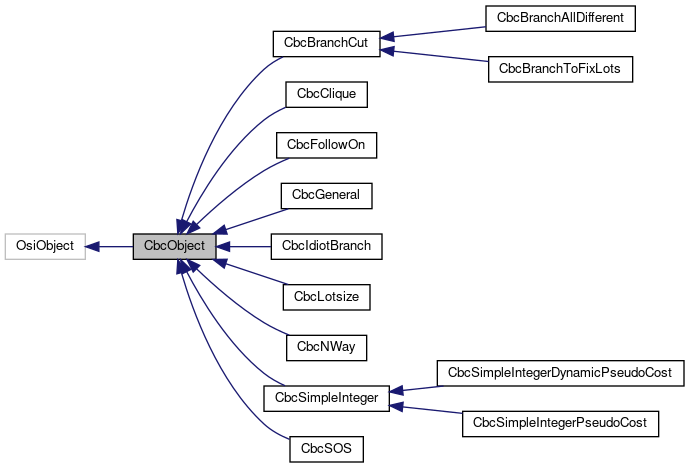 CbcBranchAllDifferent
CbcBranchCut
CbcBranchToFixLots
CbcClique
CbcFollowOn
CbcGeneral
OsiObject
CbcObject
CbcIdiotBranch
CbcLotsize
CbcNWay
CbcSimpleIntegerDynamicPseudoCost
CbcSimpleInteger
CbcSimpleIntegerPseudoCost
CbcSOS